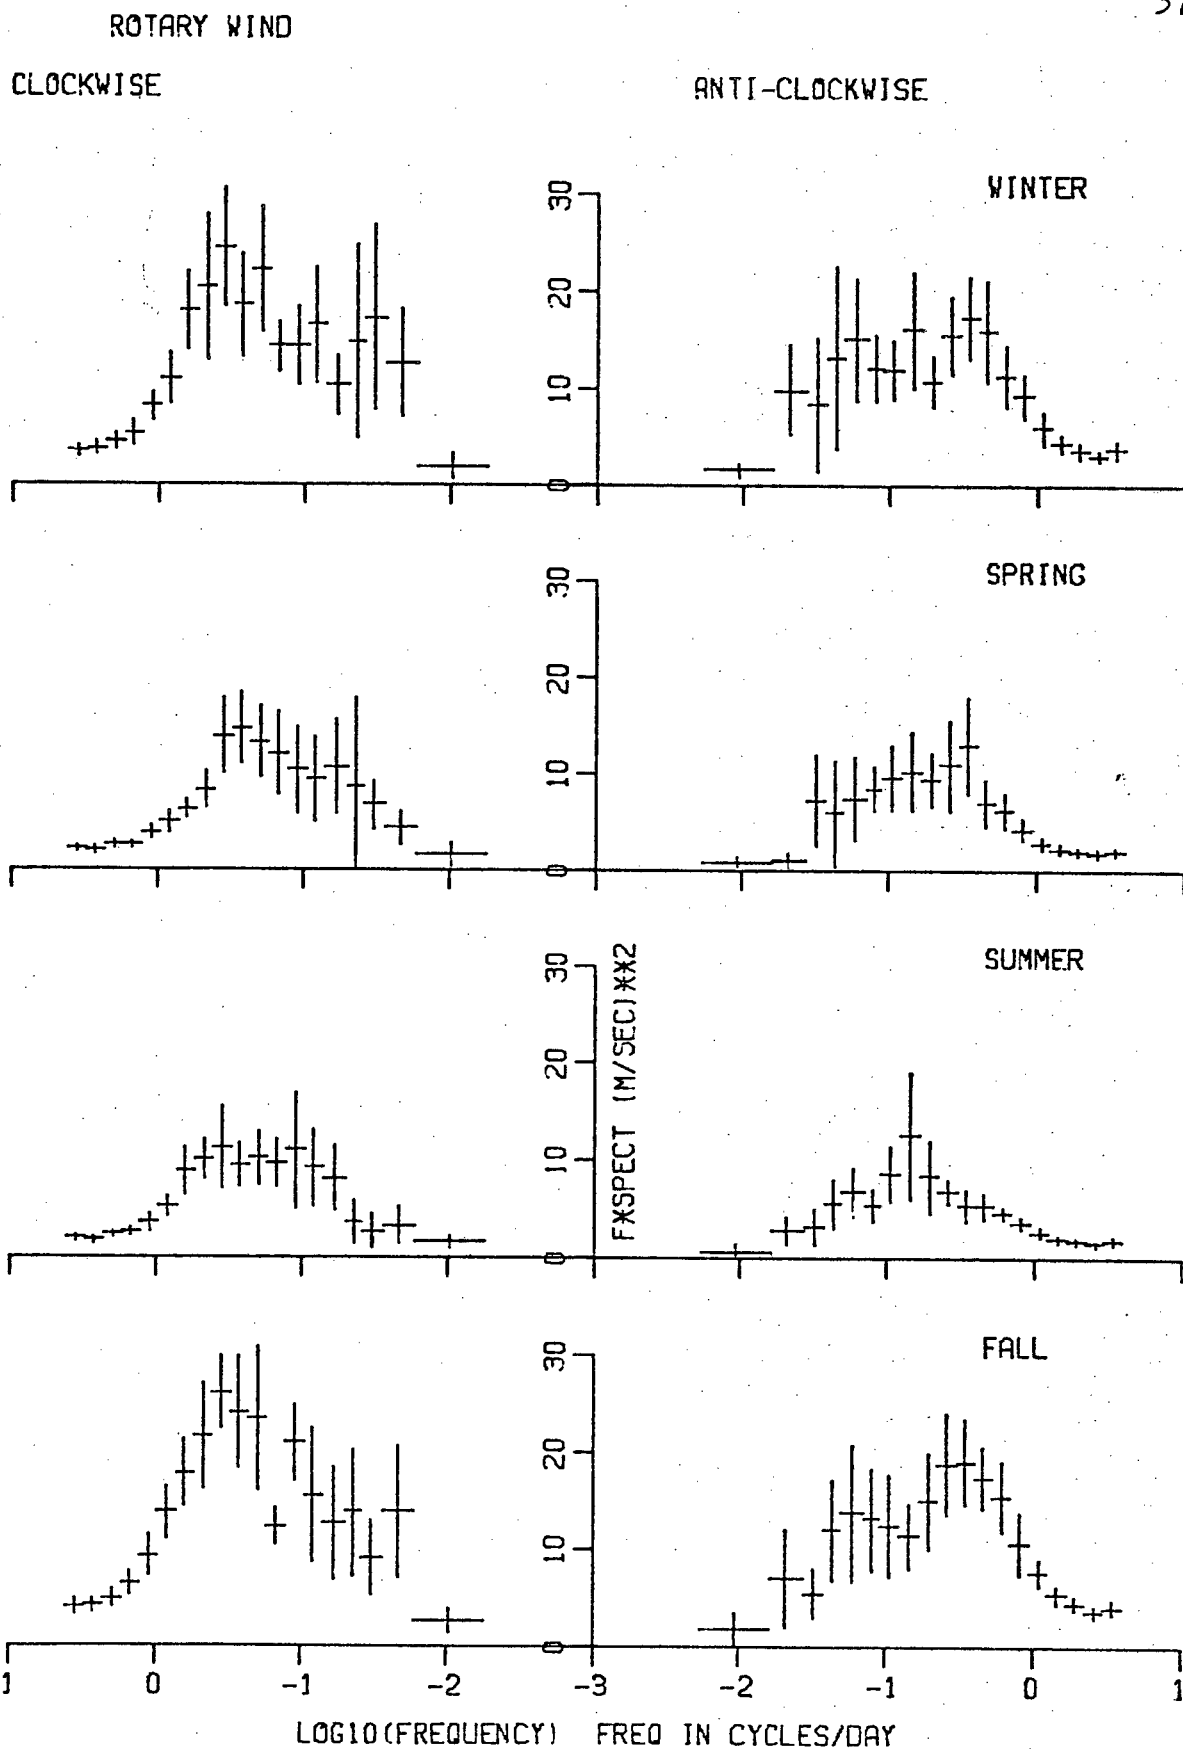 ROTARY WIND
CLOCKWISE
ANTI-CLOCKWISE
WINTER
30
20
10
0
SPRING
30
20
10
0
SUMMER
30
20
10
0
F*SPECT (M/SEC)**2
FALL
30
20
10
0
1 0 -1 -2 -3 -2 -1 0 1
LOG10(FREQUENCY) FREQ IN CYCLES/DAY